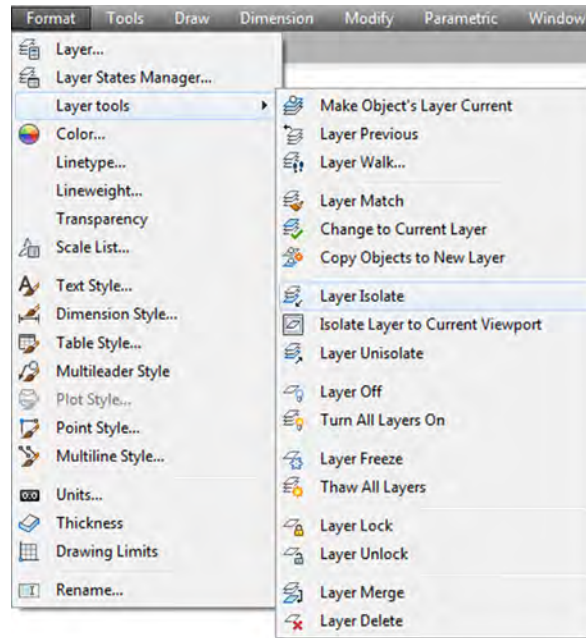 Format Tools Draw Dimension Modify Parametric Window
Layer...
Layer States Manager...
Layer tools
Color...
Linetype...
Lineweight...
Transparency
Scale List...
Text Style...
Dimension Style...
Table Style...
Multileader Style
Plot Style...
Point Style...
Multiline Style...
0.0 Units...
Thickness
Drawing Limits
Rename...
Make Object's Layer Current
Layer Previous
Layer Walk...
Layer Match
Change to Current Layer
Copy Objects to New Layer
Layer Isolate
Isolate Layer to Current Viewport
Layer Unisolate
Layer Off
Turn All Layers On
Layer Freeze
Thaw All Layers
Layer Lock
Layer Unlock
Layer Merge
Layer Delete